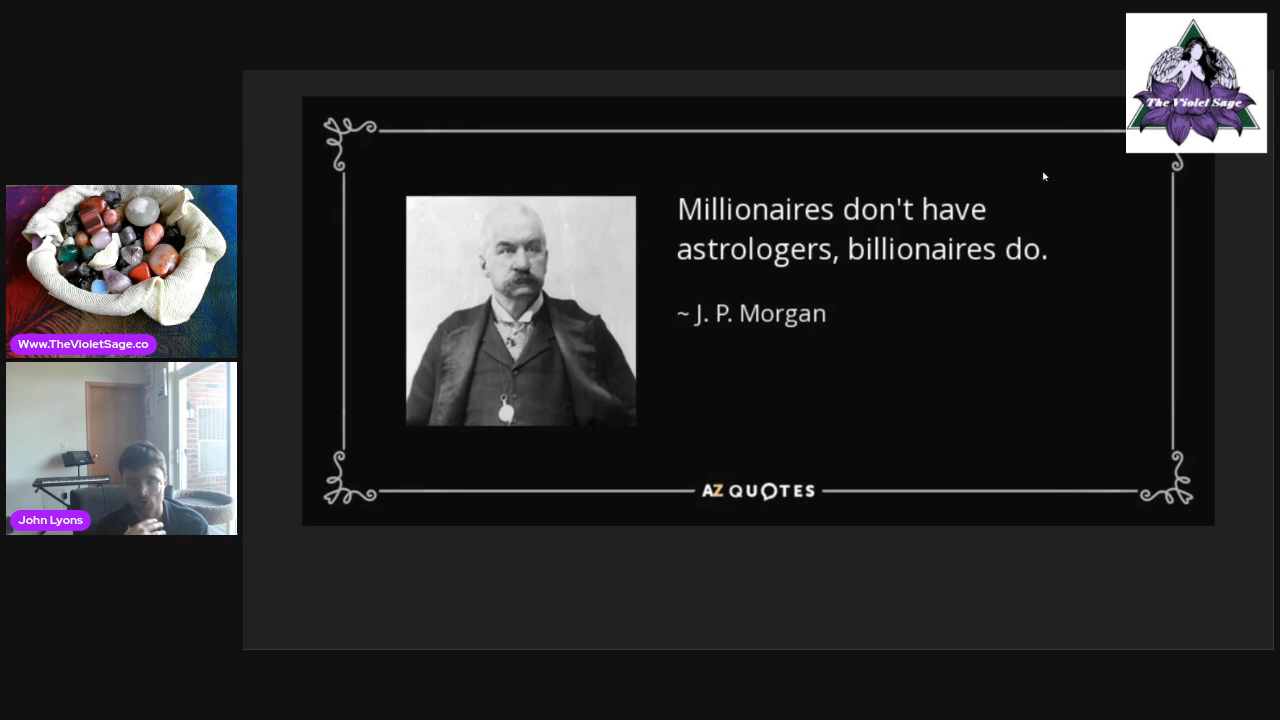 The Violet Sage
Millionaires don't have
astrologers, billionaires do.
~ J. P. Morgan
AZ QUOTES
Www.TheVioletSage.co
John Lyons